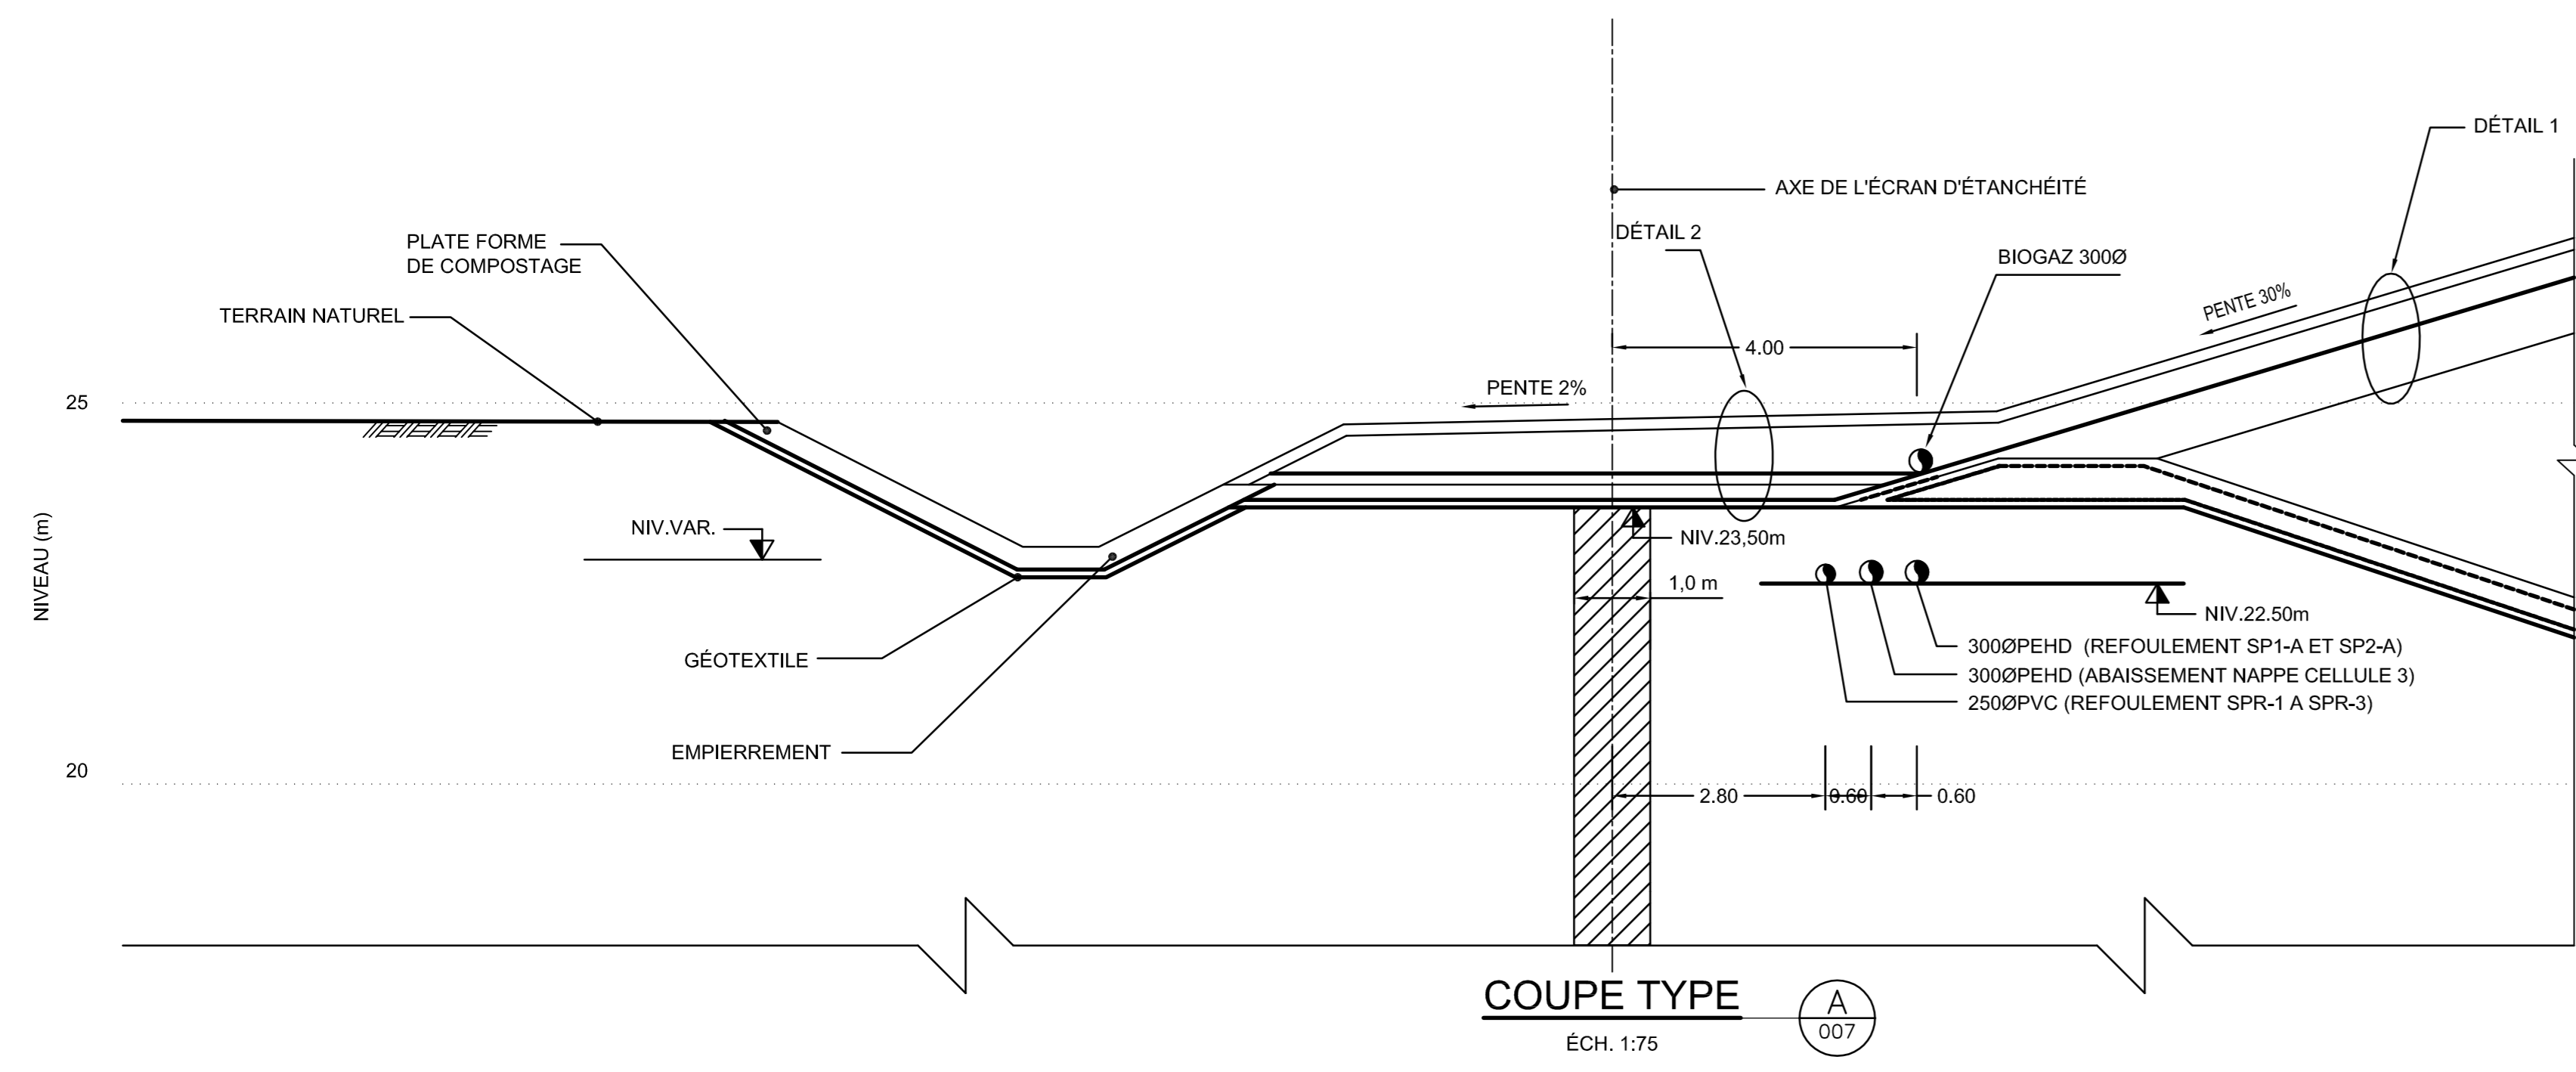 DÉTAIL 1
AXE DE L'ÉCRAN D'ÉTANCHÉITÉ
DÉTAIL 2
PLATE FORME
DE COMPOSTAGE
BIOGAZ 300Ø
PENTE 30%
TERRAIN NATUREL
4.00
PENTE 2%
25
NIVEAU (m)
NIV.VAR.
NIV.23,50m
1,0 m
NIV.22.50m
300ØPEHD (REFOULEMENT SP1-A ET SP2-A)
GÉOTEXTILE
300ØPEHD (ABAISSEMENT NAPPE CELLULE 3)
250ØPVC (REFOULEMENT SPR-1 A SPR-3)
EMPIERREMENT
20
2.80
0.60
0.60
COUPE TYPE
A
007
ÉCH. 1:75